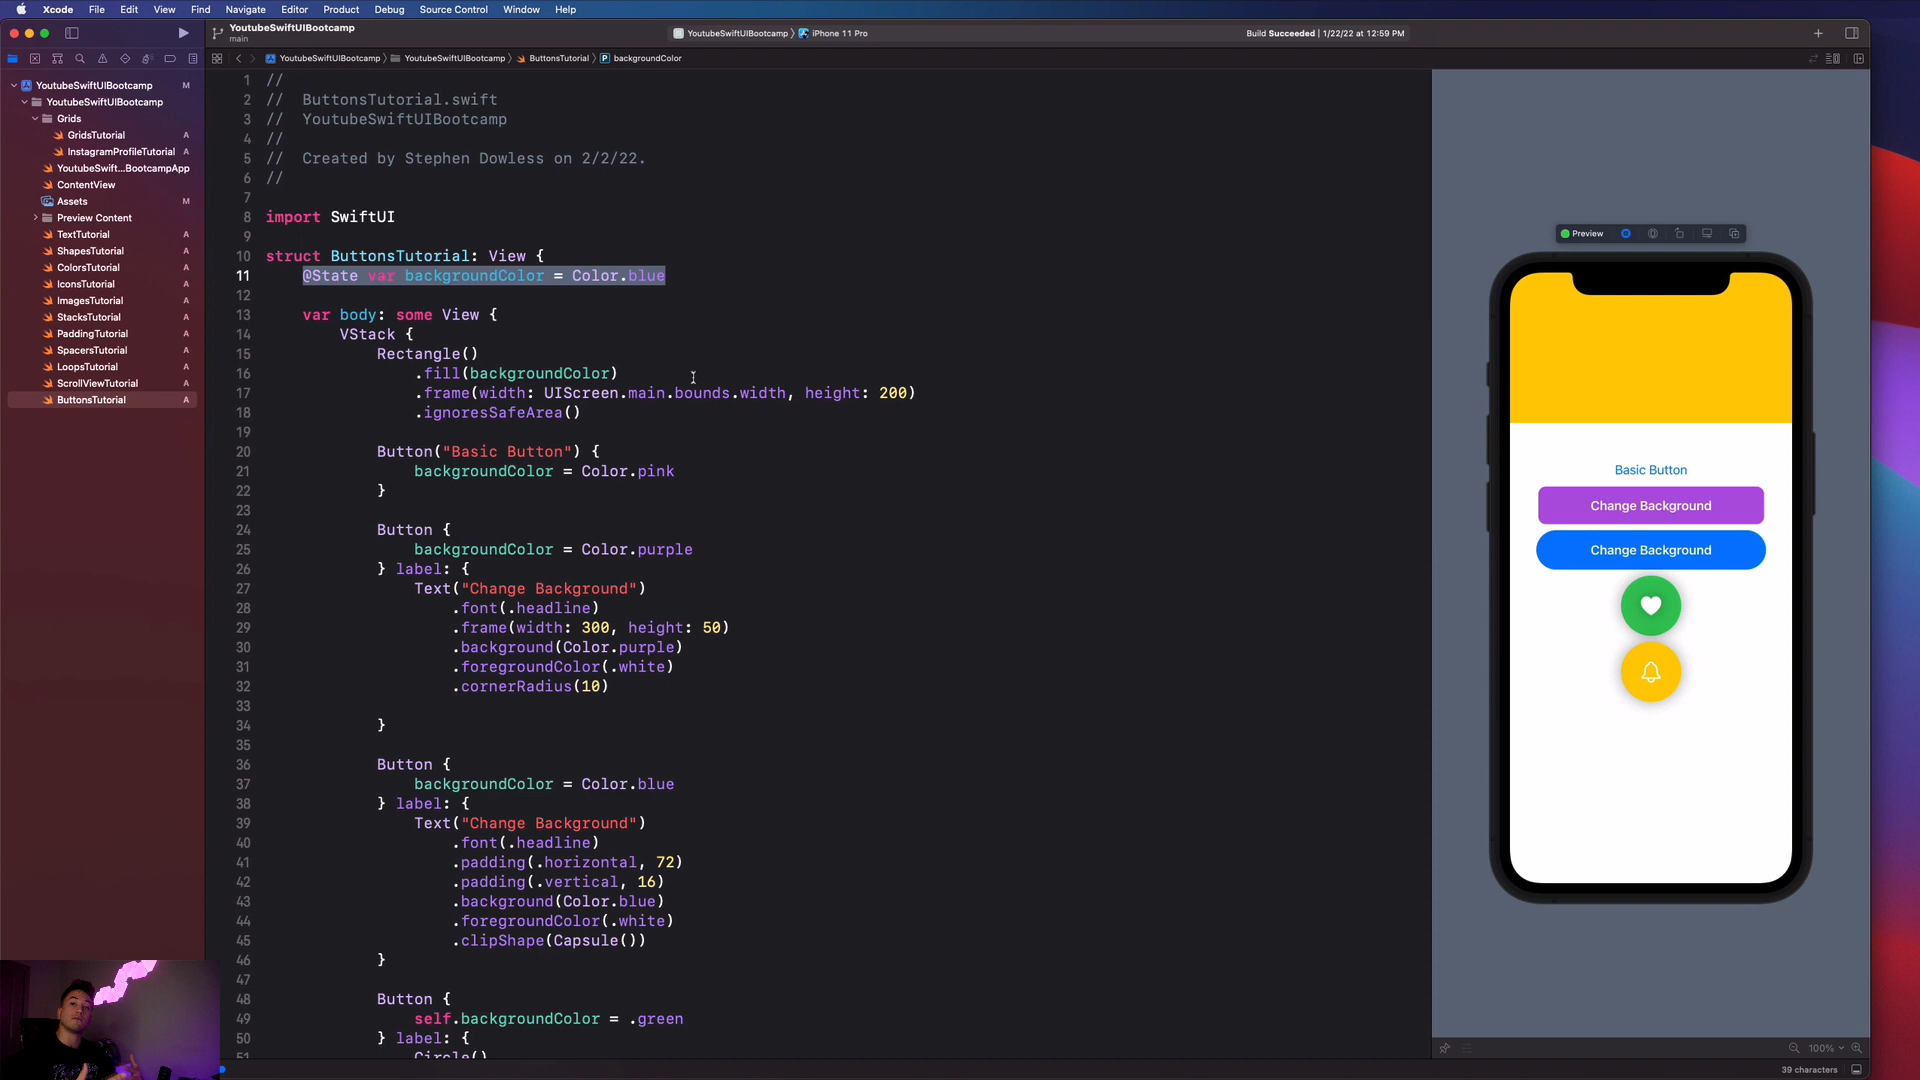 Xcode File Edit View Find Navigate Editor Product Debug Source Control Window Help
YoutubeSwiftUIBootcamp
main
YoutubeSwiftUIBootcamp 〉 iPhone 11 Pro
Build Succeeded | 1/22/22 at 12:59 PM
YoutubeSwiftUIBootcamp 〉 YoutubeSwiftUIBootcamp 〉 ButtonsTutorial 〉 P backgroundColor
YoutubeSwiftUIBootcamp M
YoutubeSwiftUIBootcamp
Grids
GridsTutorial A
InstagramProfileTutorial A
YoutubeSwift...BootcampApp
ContentView
Assets M
Preview Content
TextTutorial A
ShapesTutorial A
ColorsTutorial A
IconsTutorial A
ImagesTutorial A
StacksTutorial A
PaddingTutorial A
SpacersTutorial A
LoopsTutorial A
ScrollViewTutorial A
ButtonsTutorial A
1 //
2 // ButtonsTutorial.swift
3 // YoutubeSwiftUIBootcamp
4 //
5 // Created by Stephen Dowless on 2/2/22.
6 //
7
8 import SwiftUI
9
10 struct ButtonsTutorial: View {
11 @State var backgroundColor = Color.blue
12
13 var body: some View {
14 VStack {
15 Rectangle()
16 .fill(backgroundColor)
17 .frame(width: UIScreen.main.bounds.width, height: 200)
18 .ignoresSafeArea()
19
20 Button("Basic Button") {
21 backgroundColor = Color.pink
22 }
23
24 Button {
25 backgroundColor = Color.purple
26 } label: {
27 Text("Change Background")
28 .font(.headline)
29 .frame(width: 300, height: 50)
30 .background(Color.purple)
31 .foregroundColor(.white)
32 .cornerRadius(10)
33
34 }
35
36 Button {
37 backgroundColor = Color.blue
38 } label: {
39 Text("Change Background")
40 .font(.headline)
41 .padding(.horizontal, 72)
42 .padding(.vertical, 16)
43 .background(Color.blue)
44 .foregroundColor(.white)
45 .clipShape(Capsule())
46 }
47
48 Button {
49 self.backgroundColor = .green
50 } label: {
51 Circle()
Preview
Basic Button
Change Background
Change Background
100%
39 characters